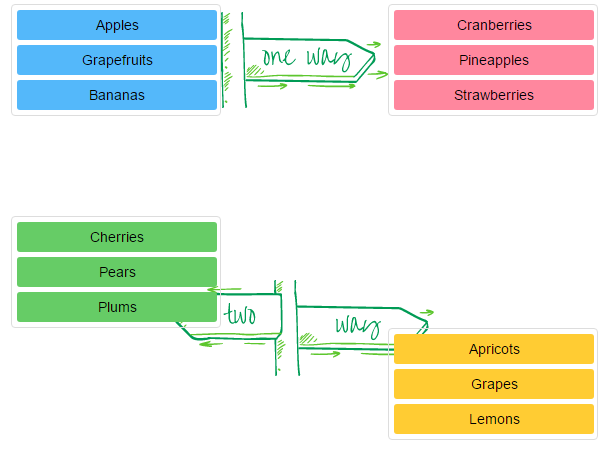 Apples
Grapefruits
Bananas
one way
Cranberries
Pineapples
Strawberries
Cherries
Pears
Plums
two
way
Apricots
Grapes
Lemons